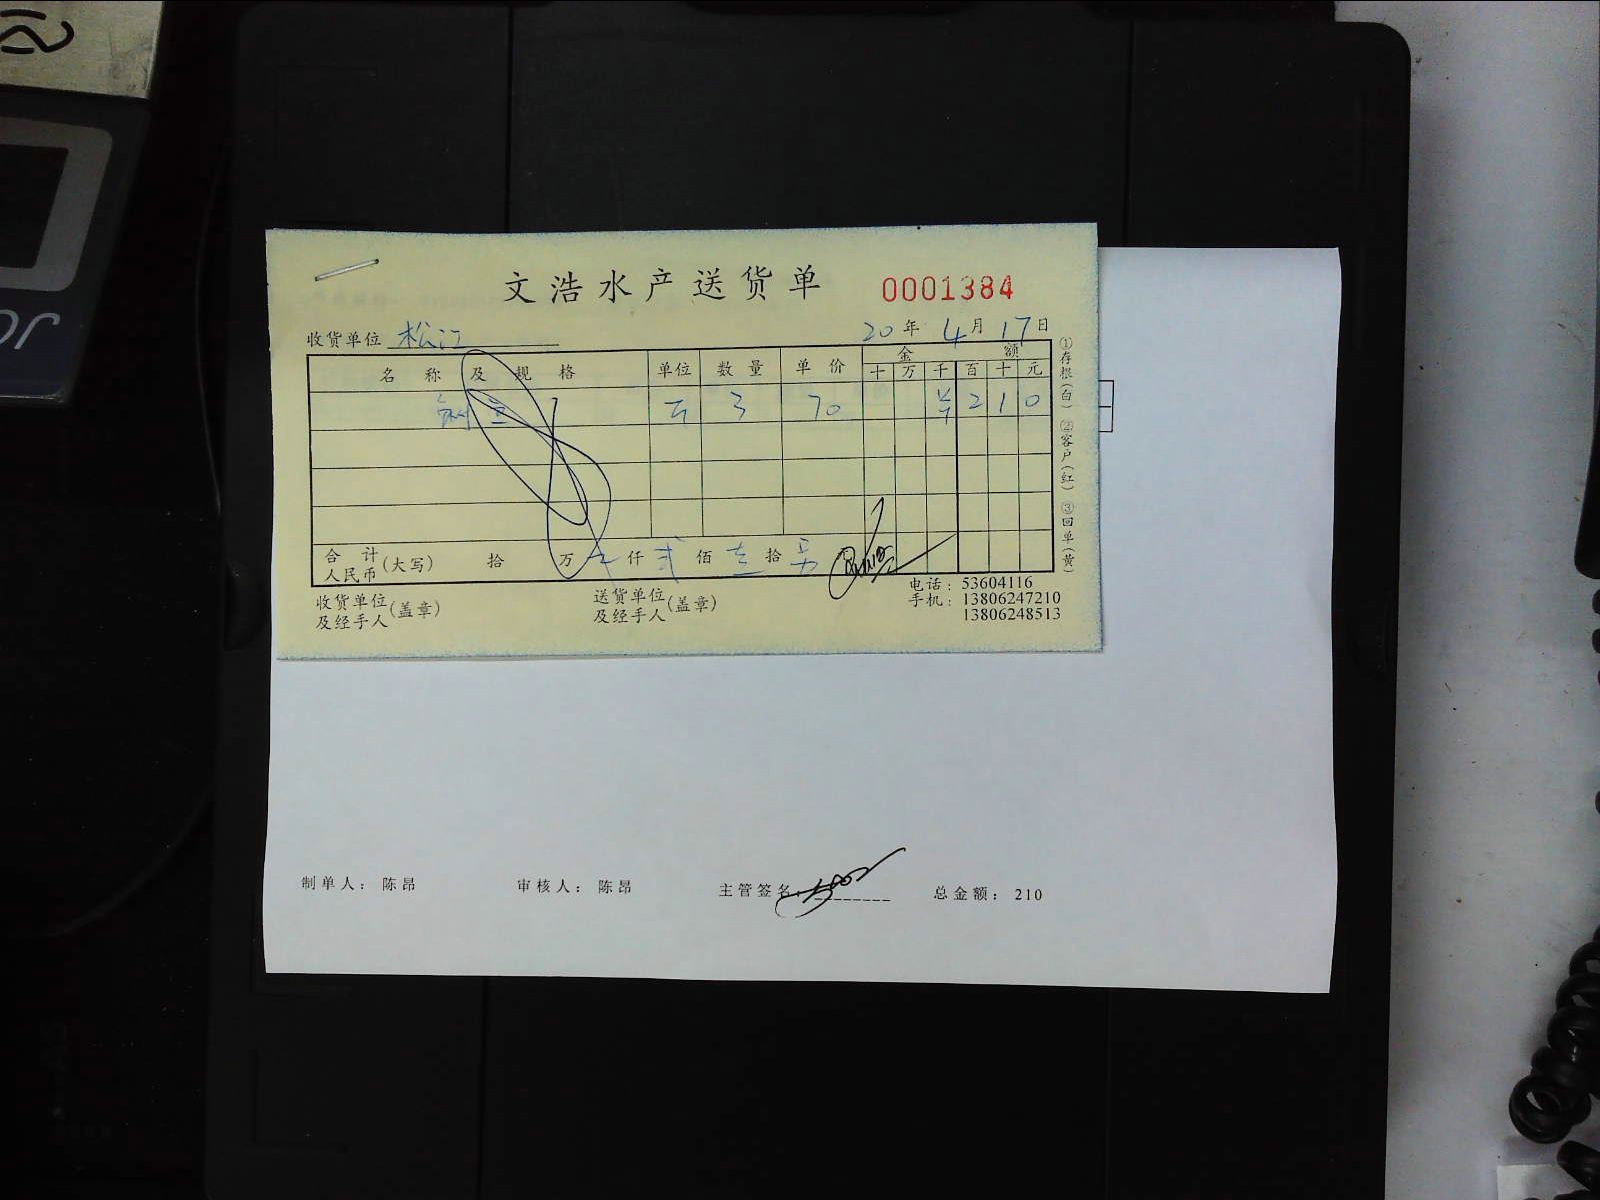 文浩水产送货单 0001384
收货单位 松江 20年4月17日
名称及规格 单位 数量 单价 金额
十 万 千 百 十 元
3 70 ¥ 2 1 0
合计人民币(大写) 拾 万 仟 贰 佰 壹 拾
收货单位及经手人(盖章) 送货单位及经手人(盖章) 电话:53604116
手机:13806247210
13806248513
①存根(白) ②客户(红) ③回单(黄)
制单人: 陈昂 审核人: 陈昂 主管签名: 总金额: 210